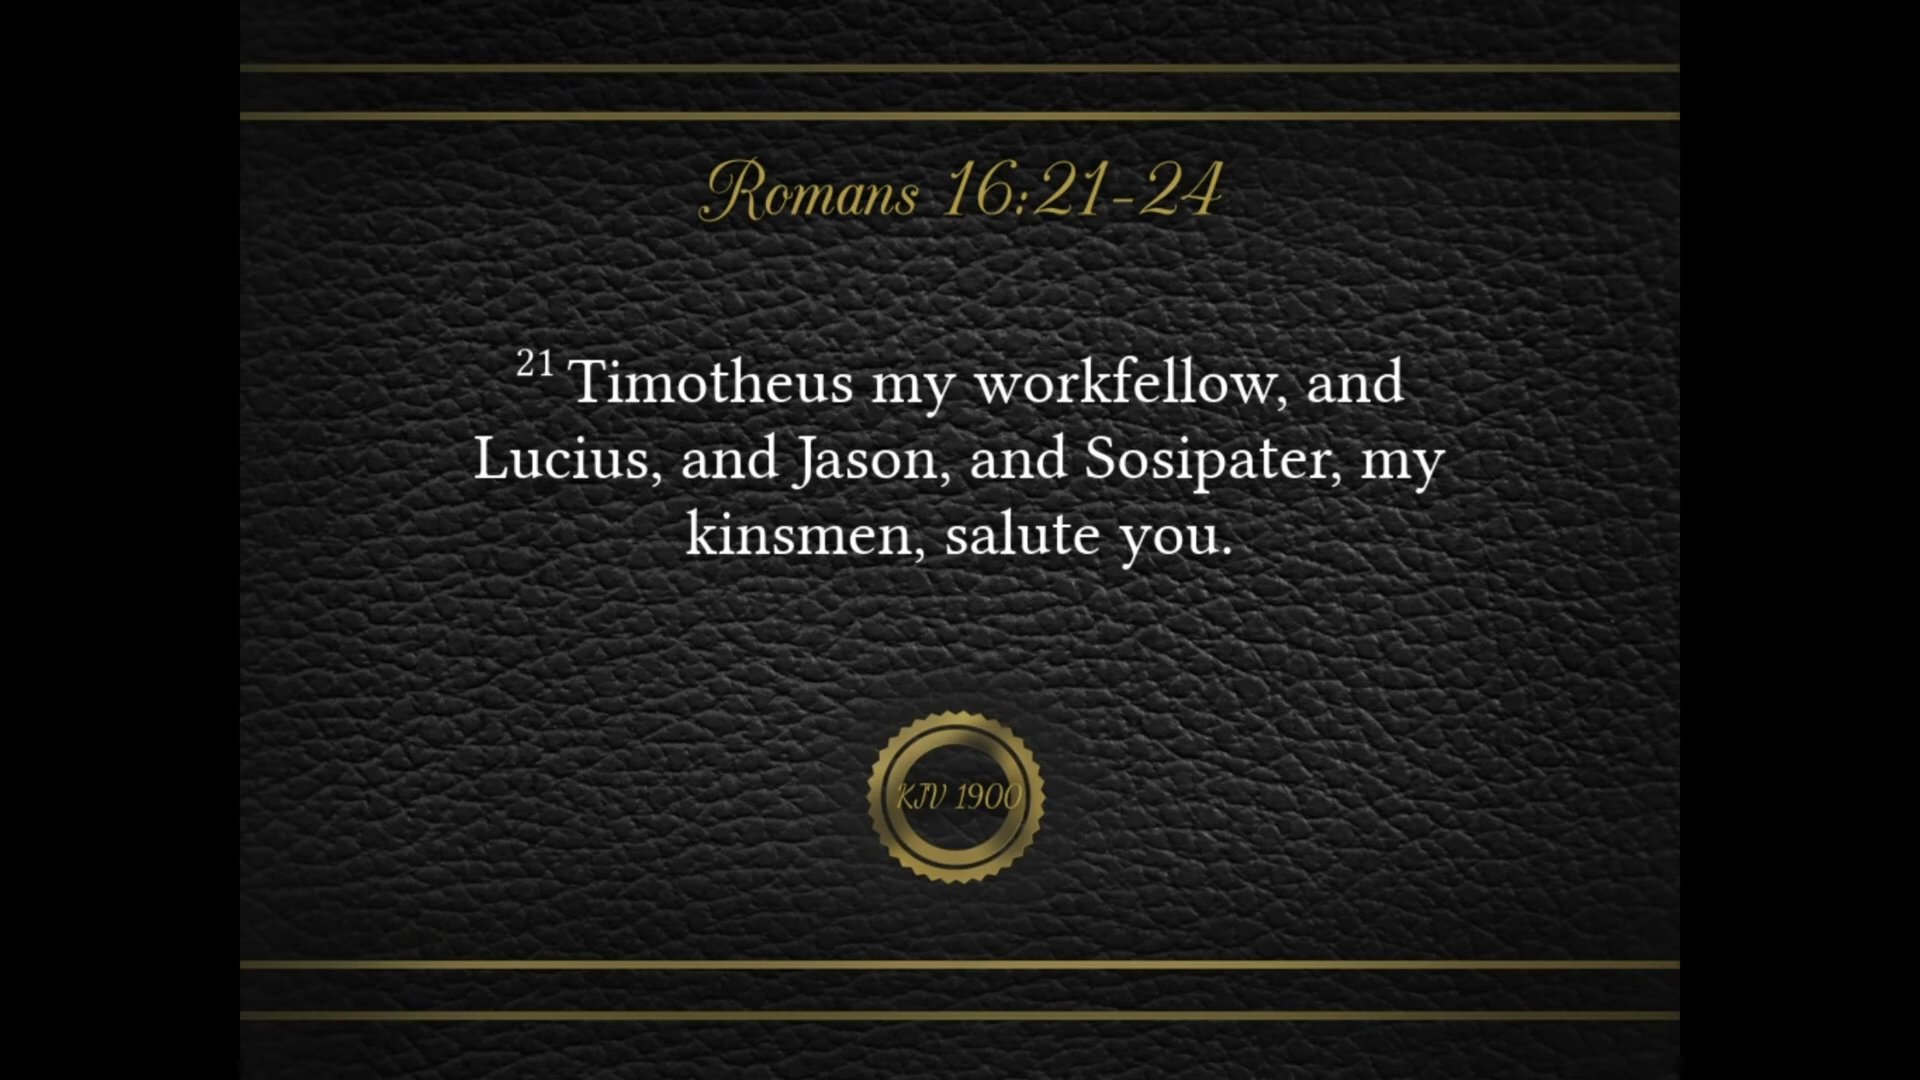 Romans 16:21-24
21 Timotheus my workfellow, and
Lucius, and Jason, and Sosipater, my
kinsmen, salute you.
KJV 1900